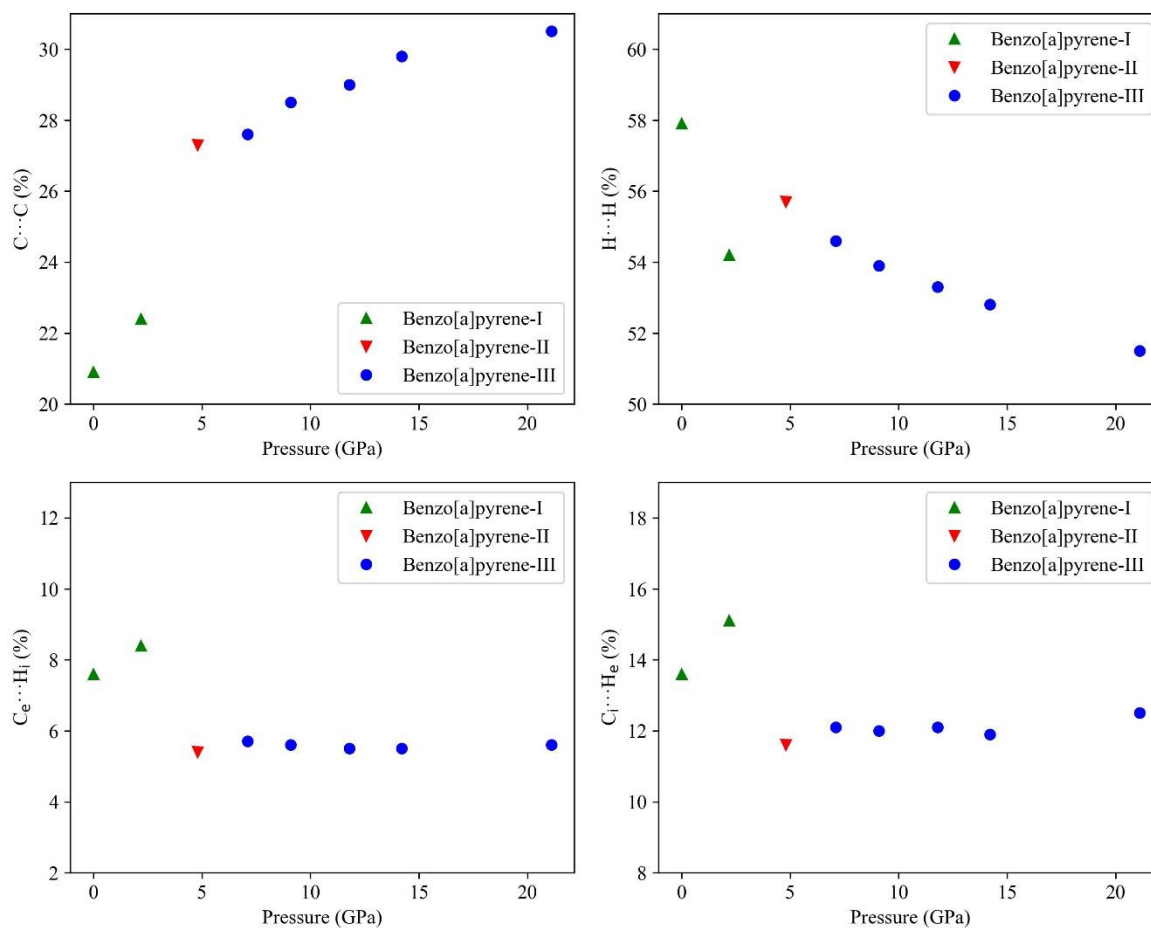 C···C (%)
30
28
26
24
22
20
0 5 10 15 20
Pressure (GPa)
Benzo[a]pyrene-I
Benzo[a]pyrene-II
Benzo[a]pyrene-III
H···H (%)
60
58
56
54
52
50
0 5 10 15 20
Pressure (GPa)
Benzo[a]pyrene-I
Benzo[a]pyrene-II
Benzo[a]pyrene-III
Cₑ···Hᵢ (%)
12
10
8
6
4
2
0 5 10 15 20
Pressure (GPa)
Benzo[a]pyrene-I
Benzo[a]pyrene-II
Benzo[a]pyrene-III
Cᵢ···Hₑ (%)
18
16
14
12
10
8
0 5 10 15 20
Pressure (GPa)
Benzo[a]pyrene-I
Benzo[a]pyrene-II
Benzo[a]pyrene-III